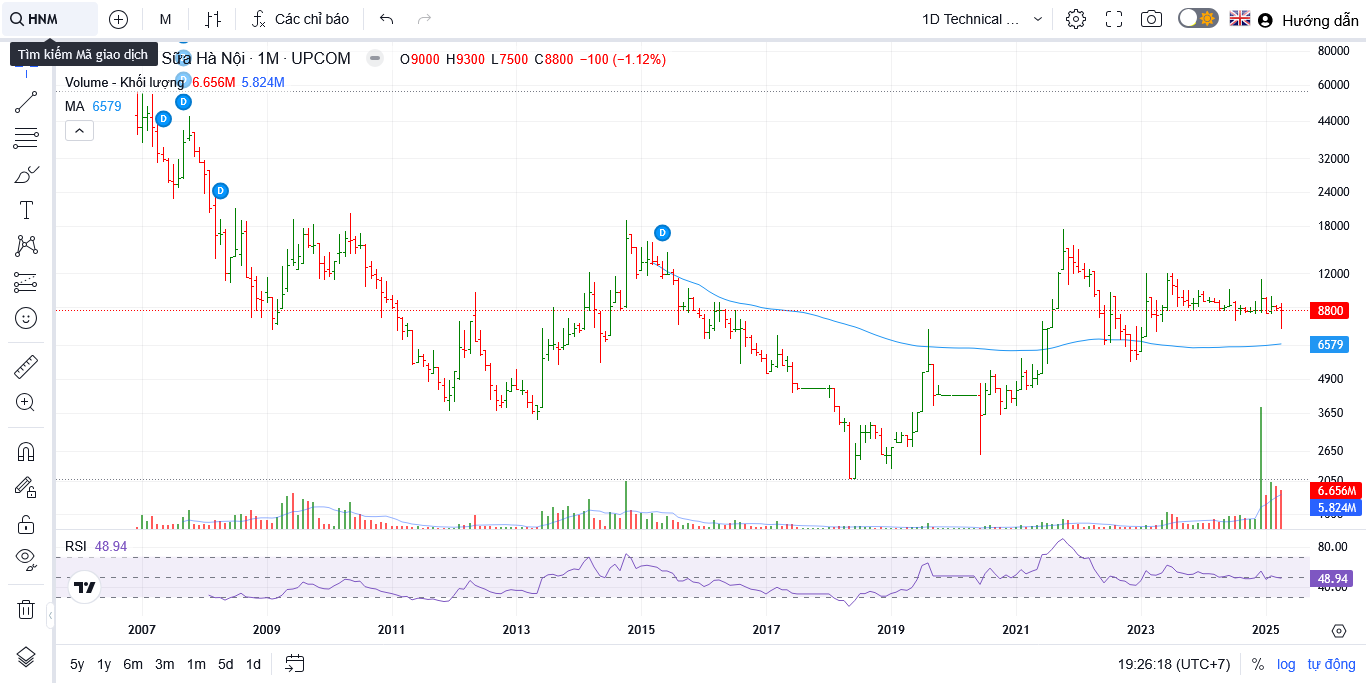 HNM
M
Các chỉ báo
1D Technical ...
Hướng dẫn
Tìm kiếm Mã giao dịch
Sữa Hà Nội · 1M · UPCOM
O9000 H9300 L7500 C8800 −100 (−1.12%)
Volume - Khối lượng 6.656M 5.824M
MA 6579
D
D
D
D
D
80000
60000
44000
32000
24000
18000
12000
8800
6579
4900
3650
2650
2050
6.656M
5.824M
RSI 48.94
80.00
48.94
40.00
2007 2009 2011 2013 2015 2017 2019 2021 2023 2025
5y 1y 6m 3m 1m 5d 1d
19:26:18 (UTC+7) % log tự động